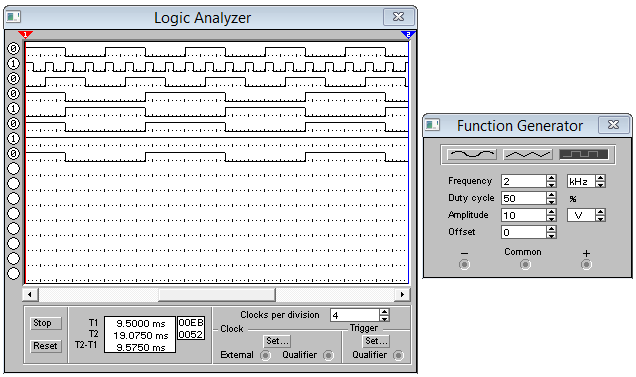 Logic Analyzer
1
2
0
1
0
0
1
0
1
0
Clocks per division 4
Stop
Reset
T1 9.5000 ms 00EB
T2 19.0750 ms 0052
T2-T1 9.5750 ms
Clock
Set...
External
Qualifier
Trigger
Set...
Qualifier
Function Generator
Frequency 2 kHz
Duty cycle 50 %
Amplitude 10 V
Offset 0
− Common +